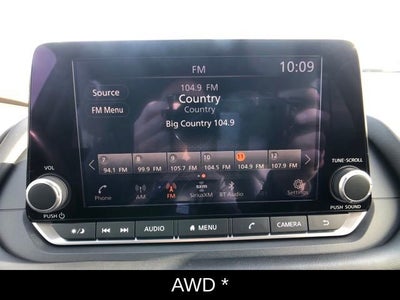 FM 10:09
Source 104.9 FM
Country
Country
FM Menu
Big Country 104.9
7 8 9 10 11 12
94.1 FM 99.9 FM 105.7 FM 104.5 FM 104.9 FM 107.9 FM
VOL TUNE·SCROLL
Phone AM FM SiriusXM BT Audio Settings
PUSH PUSH SOUND
AUDIO MENU CAMERA
AWD *